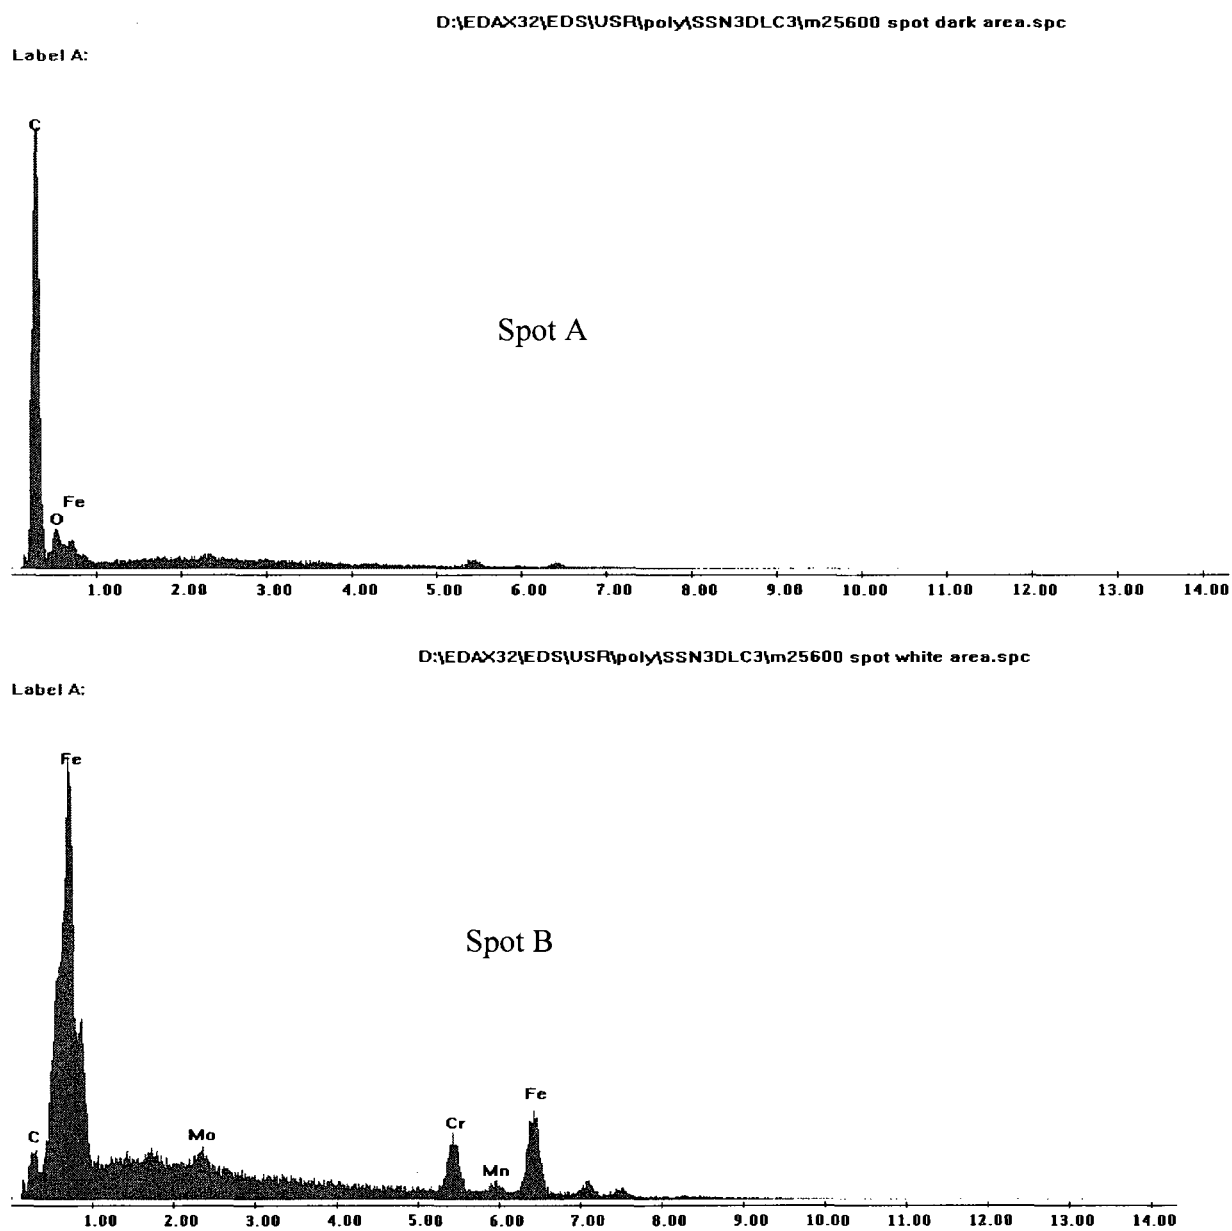 D:\EDAX32\EDS\USR\poly\SSN3DLC3\m25600 spot dark area.spc
Label A:
C
Spot A
Fe
O
1.00 2.00 3.00 4.00 5.00 6.00 7.00 8.00 9.00 10.00 11.00 12.00 13.00 14.00
D:\EDAX32\EDS\USR\poly\SSN3DLC3\m25600 spot white area.spc
Label A:
Fe
Spot B
Fe
Cr
Mo
C
Mn
1.00 2.00 3.00 4.00 5.00 6.00 7.00 8.00 9.00 10.00 11.00 12.00 13.00 14.00